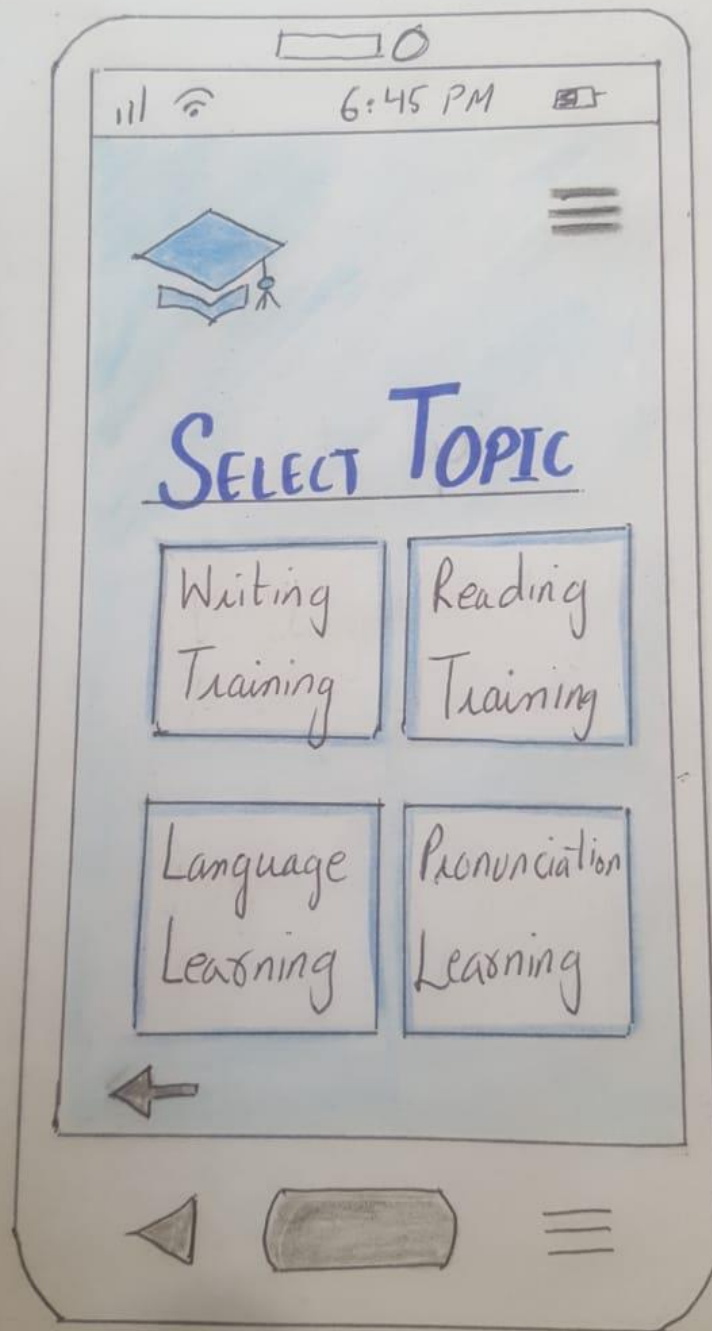 6:45 PM
SELECT TOPIC
Writing
Training
Reading
Training
Language
Learning
Pronunciation
Learning